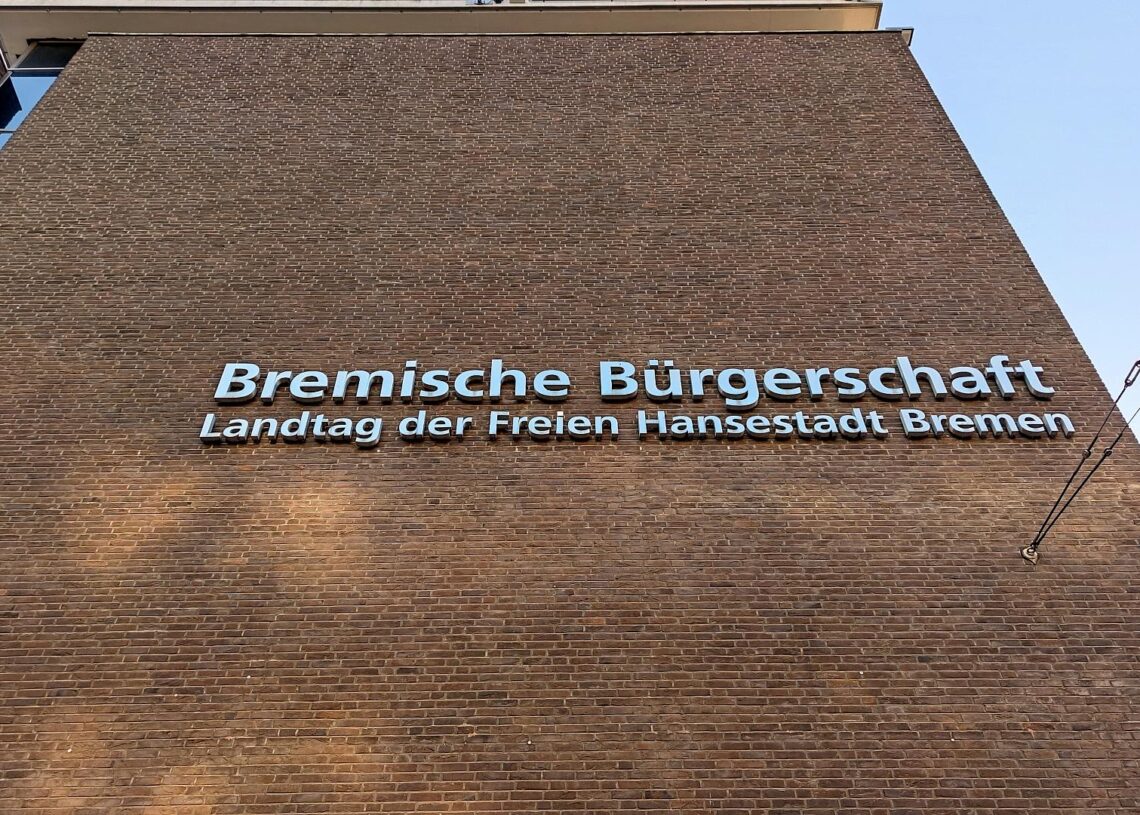 Bremische Bürgerschaft
Landtag der Freien Hansestadt Bremen